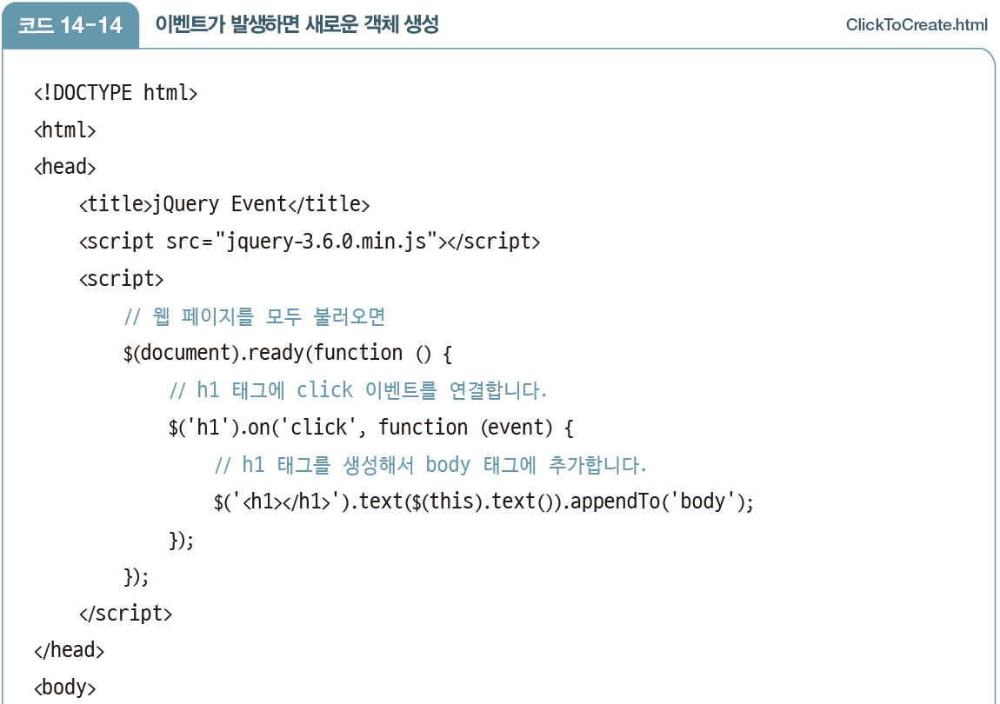 코드 14-14 이벤트가 발생하면 새로운 객체 생성 ClickToCreate.html
<!DOCTYPE html>
<html>
<head>
    <title>jQuery Event</title>
    <script src="jquery-3.6.0.min.js"></script>
    <script>
        // 웹 페이지를 모두 불러오면
        $(document).ready(function () {
            // h1 태그에 click 이벤트를 연결합니다.
            $('h1').on('click', function (event) {
                // h1 태그를 생성해서 body 태그에 추가합니다.
                $('<h1></h1>').text($(this).text()).appendTo('body');
            });
        });
    </script>
</head>
<body>